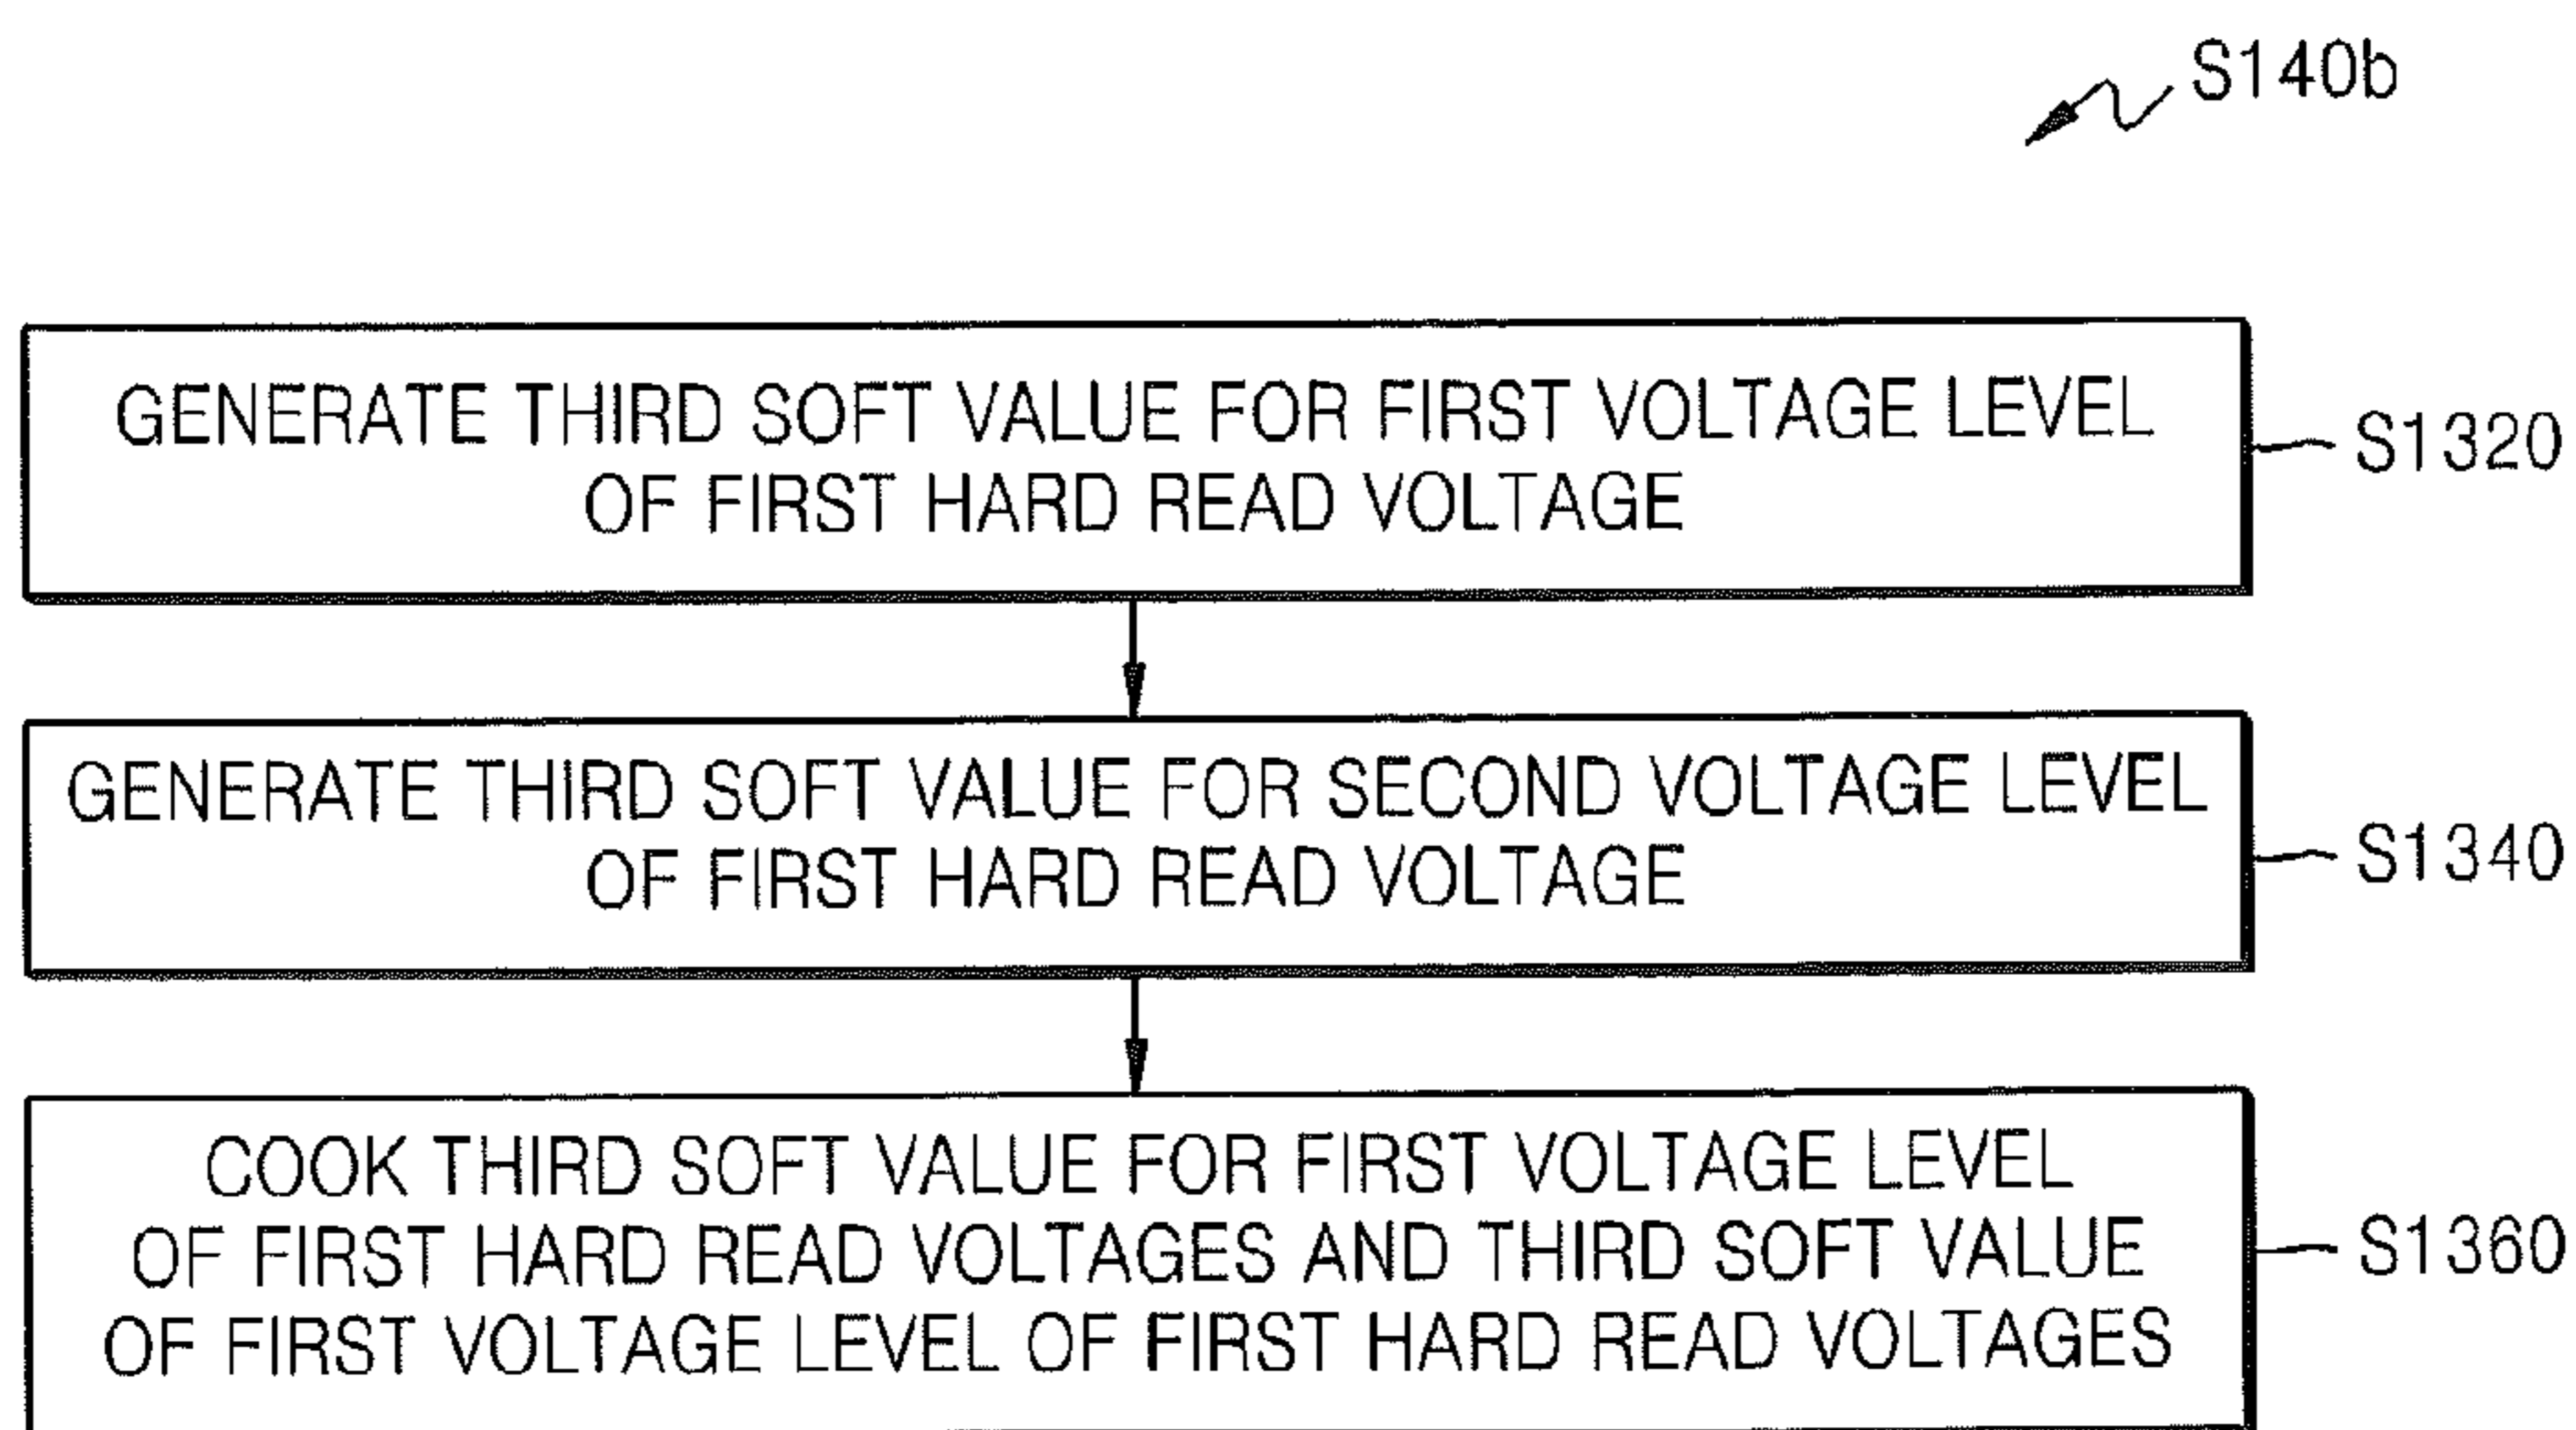 S140b
GENERATE THIRD SOFT VALUE FOR FIRST VOLTAGE LEVEL
OF FIRST HARD READ VOLTAGE
S1320
GENERATE THIRD SOFT VALUE FOR SECOND VOLTAGE LEVEL
OF FIRST HARD READ VOLTAGE
S1340
COOK THIRD SOFT VALUE FOR FIRST VOLTAGE LEVEL
OF FIRST HARD READ VOLTAGES AND THIRD SOFT VALUE
OF FIRST VOLTAGE LEVEL OF FIRST HARD READ VOLTAGES
S1360